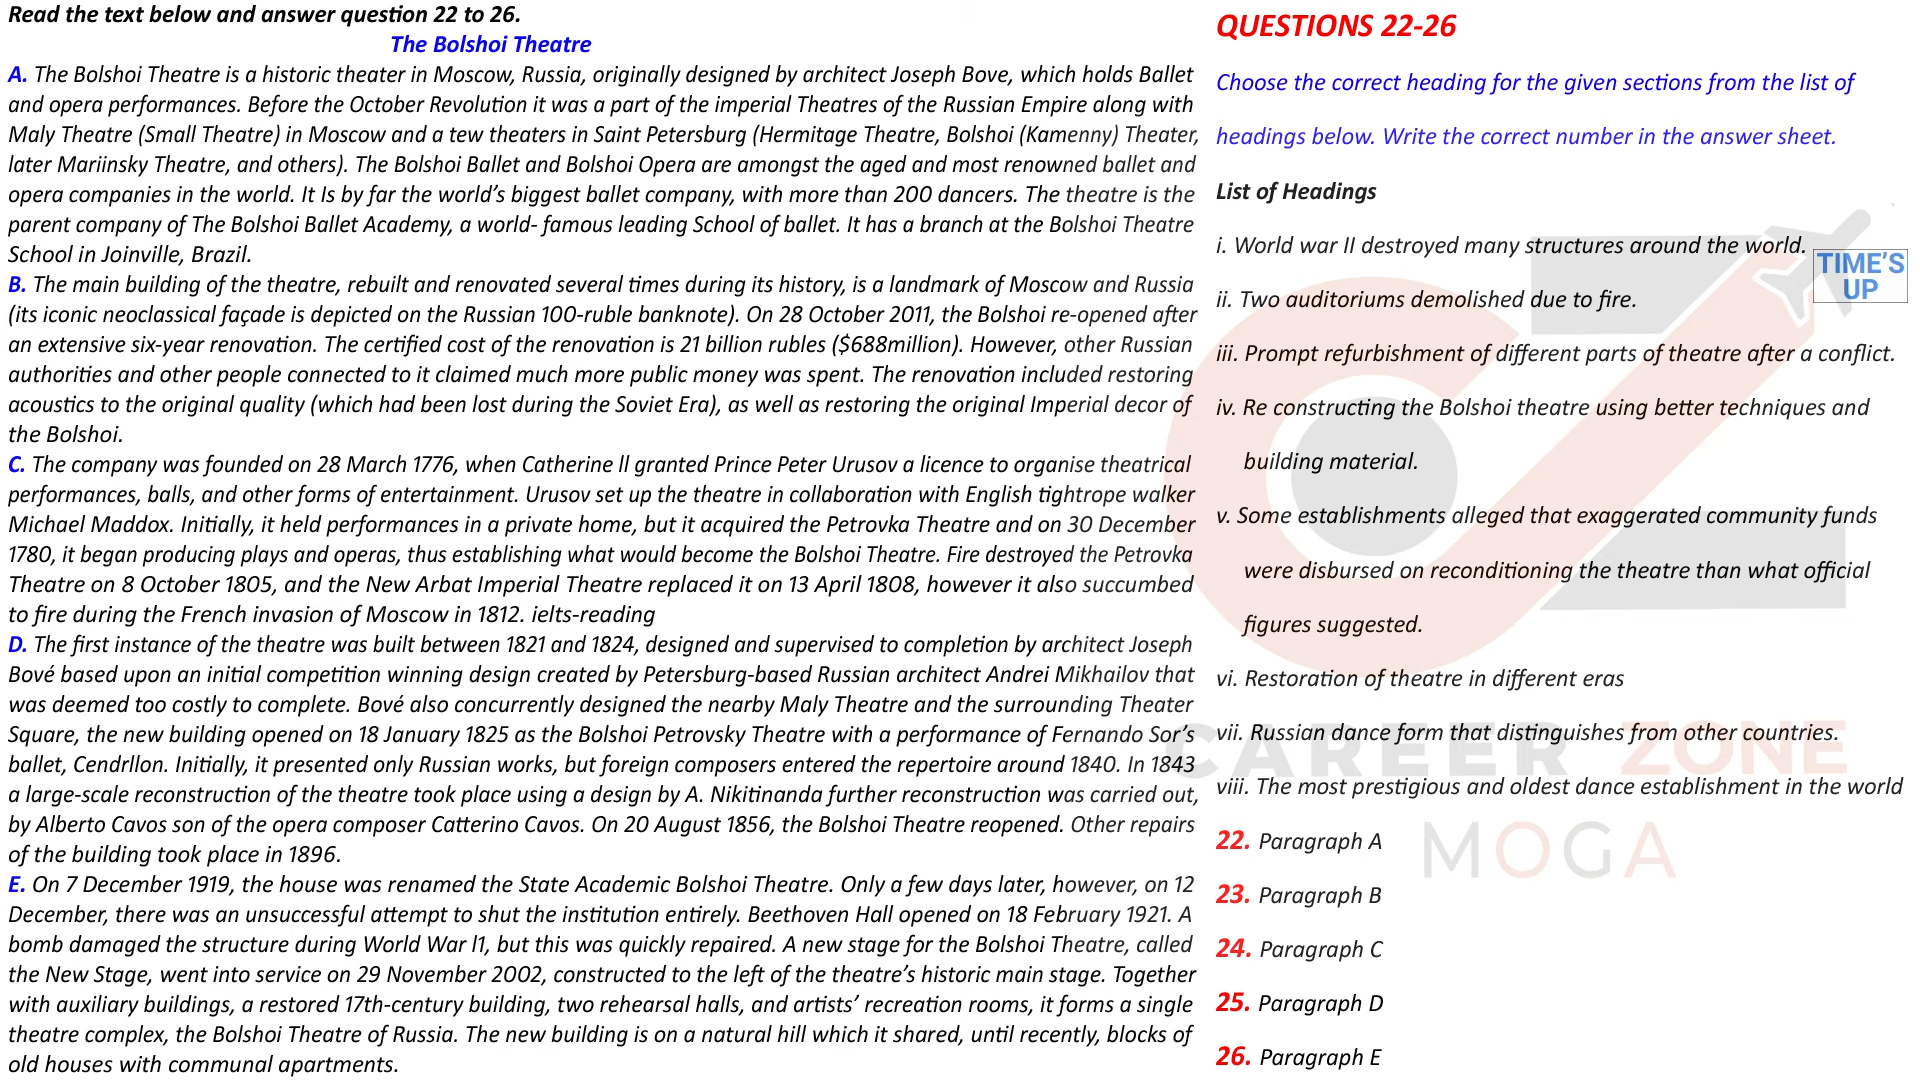 Read the text below and answer question 22 to 26.
The Bolshoi Theatre
A. The Bolshoi Theatre is a historic theater in Moscow, Russia, originally designed by architect Joseph Bove, which holds Ballet
and opera performances. Before the October Revolution it was a part of the imperial Theatres of the Russian Empire along with
Maly Theatre (Small Theatre) in Moscow and a tew theaters in Saint Petersburg (Hermitage Theatre, Bolshoi (Kamenny) Theater,
later Mariinsky Theatre, and others). The Bolshoi Ballet and Bolshoi Opera are amongst the aged and most renowned ballet and
opera companies in the world. It Is by far the world's biggest ballet company, with more than 200 dancers. The theatre is the
parent company of The Bolshoi Ballet Academy, a world- famous leading School of ballet. It has a branch at the Bolshoi Theatre
School in Joinville, Brazil.
B. The main building of the theatre, rebuilt and renovated several times during its history, is a landmark of Moscow and Russia
(its iconic neoclassical façade is depicted on the Russian 100-ruble banknote). On 28 October 2011, the Bolshoi re-opened after
an extensive six-year renovation. The certified cost of the renovation is 21 billion rubles ($688million). However, other Russian
authorities and other people connected to it claimed much more public money was spent. The renovation included restoring
acoustics to the original quality (which had been lost during the Soviet Era), as well as restoring the original Imperial decor of
the Bolshoi.
C. The company was founded on 28 March 1776, when Catherine ll granted Prince Peter Urusov a licence to organise theatrical
performances, balls, and other forms of entertainment. Urusov set up the theatre in collaboration with English tightrope walker
Michael Maddox. Initially, it held performances in a private home, but it acquired the Petrovka Theatre and on 30 December
1780, it began producing plays and operas, thus establishing what would become the Bolshoi Theatre. Fire destroyed the Petrovka
Theatre on 8 October 1805, and the New Arbat Imperial Theatre replaced it on 13 April 1808, however it also succumbed
to fire during the French invasion of Moscow in 1812. ielts-reading
D. The first instance of the theatre was built between 1821 and 1824, designed and supervised to completion by architect Joseph
Bové based upon an initial competition winning design created by Petersburg-based Russian architect Andrei Mikhailov that
was deemed too costly to complete. Bové also concurrently designed the nearby Maly Theatre and the surrounding Theater
Square, the new building opened on 18 January 1825 as the Bolshoi Petrovsky Theatre with a performance of Fernando Sor's
ballet, Cendrllon. Initially, it presented only Russian works, but foreign composers entered the repertoire around 1840. In 1843
a large-scale reconstruction of the theatre took place using a design by A. Nikitinanda further reconstruction was carried out,
by Alberto Cavos son of the opera composer Catterino Cavos. On 20 August 1856, the Bolshoi Theatre reopened. Other repairs
of the building took place in 1896.
E. On 7 December 1919, the house was renamed the State Academic Bolshoi Theatre. Only a few days later, however, on 12
December, there was an unsuccessful attempt to shut the institution entirely. Beethoven Hall opened on 18 February 1921. A
bomb damaged the structure during World War l1, but this was quickly repaired. A new stage for the Bolshoi Theatre, called
the New Stage, went into service on 29 November 2002, constructed to the left of the theatre's historic main stage. Together
with auxiliary buildings, a restored 17th-century building, two rehearsal halls, and artists' recreation rooms, it forms a single
theatre complex, the Bolshoi Theatre of Russia. The new building is on a natural hill which it shared, until recently, blocks of
old houses with communal apartments.
QUESTIONS 22-26
Choose the correct heading for the given sections from the list of
headings below. Write the correct number in the answer sheet.
List of Headings
i. World war II destroyed many structures around the world.
TIME'S
UP
ii. Two auditoriums demolished due to fire.
iii. Prompt refurbishment of different parts of theatre after a conflict.
iv. Re constructing the Bolshoi theatre using better techniques and
building material.
v. Some establishments alleged that exaggerated community funds
were disbursed on reconditioning the theatre than what official
figures suggested.
vi. Restoration of theatre in different eras
vii. Russian dance form that distinguishes from other countries.
CAREER ZONE
viii. The most prestigious and oldest dance establishment in the world
MOGA
22. Paragraph A
23. Paragraph B
24. Paragraph C
25. Paragraph D
26. Paragraph E